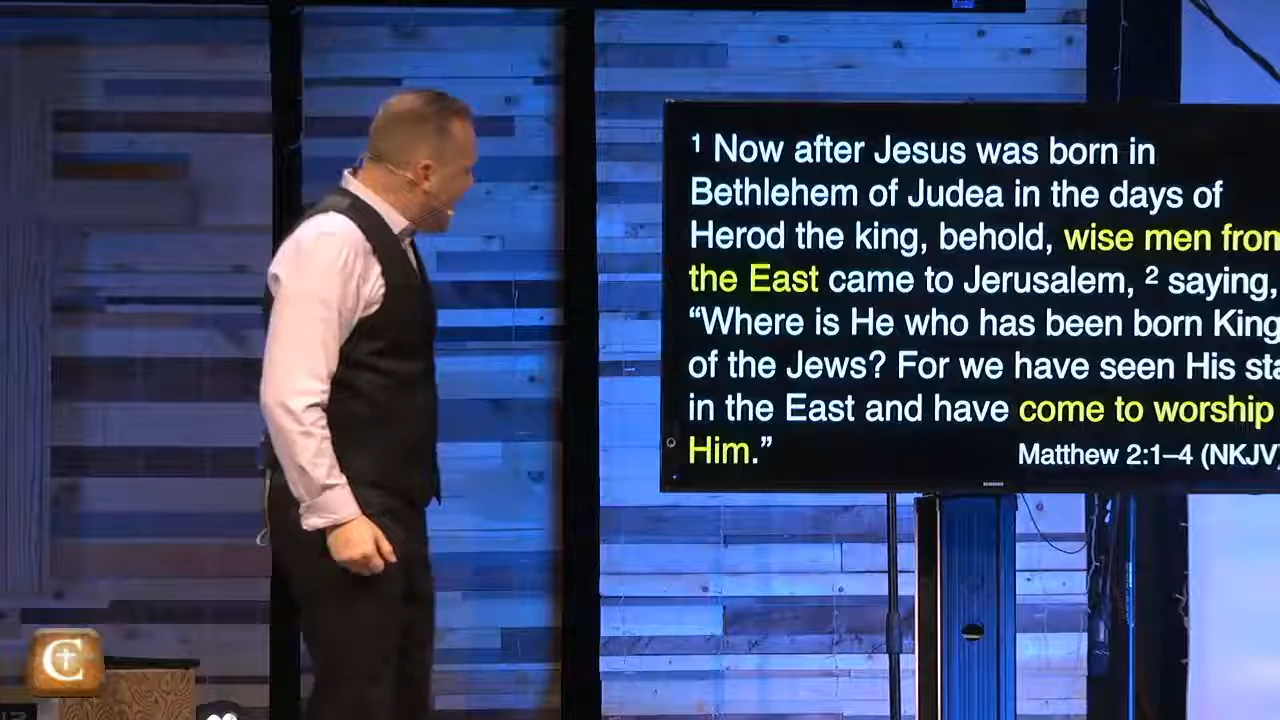 ¹ Now after Jesus was born in
Bethlehem of Judea in the days of
Herod the king, behold, wise men from
the East came to Jerusalem, ² saying,
“Where is He who has been born King
of the Jews? For we have seen His sta
in the East and have come to worship
Him.”
Matthew 2:1–4 (NKJV)
SAMSUNG
C